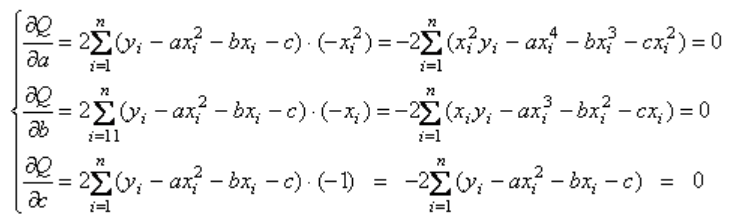 ∂Q/∂a = 2∑_{i=1}^{n}(y_i − ax_i^2 − bx_i − c)·(−x_i^2) = −2∑_{i=1}^{n}(x_i^2 y_i − ax_i^4 − bx_i^3 − cx_i^2) = 0
∂Q/∂b = 2∑_{i=11}^{n}(y_i − ax_i^2 − bx_i − c)·(−x_i) = −2∑_{i=1}^{n}(x_i y_i − ax_i^3 − bx_i^2 − cx_i) = 0
∂Q/∂c = 2∑_{i=1}^{n}(y_i − ax_i^2 − bx_i − c)·(−1) = −2∑_{i=1}^{n}(y_i − ax_i^2 − bx_i − c) = 0